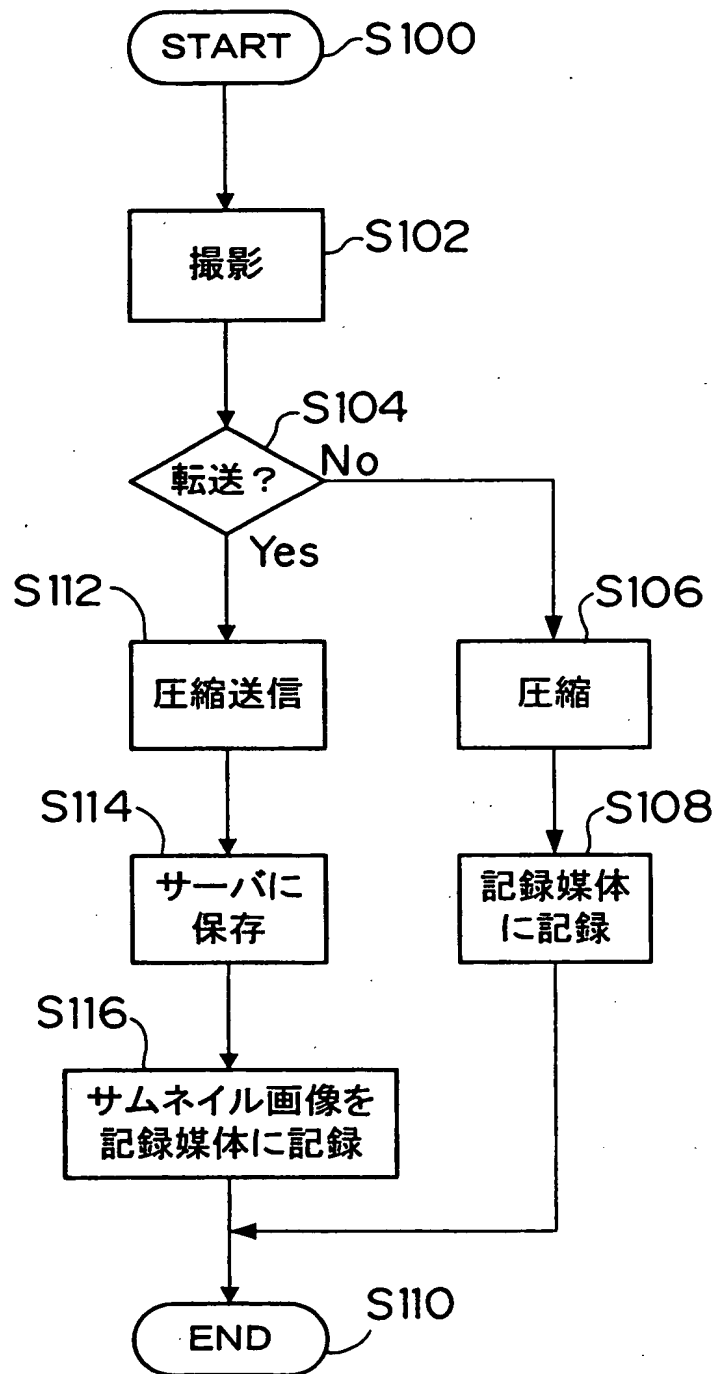 START
S100
撮影
S102
転送?
S104
No
Yes
S112
圧縮送信
S106
圧縮
S114
サーバに
保存
S108
記録媒体
に記録
S116
サムネイル画像を
記録媒体に記録
END
S110